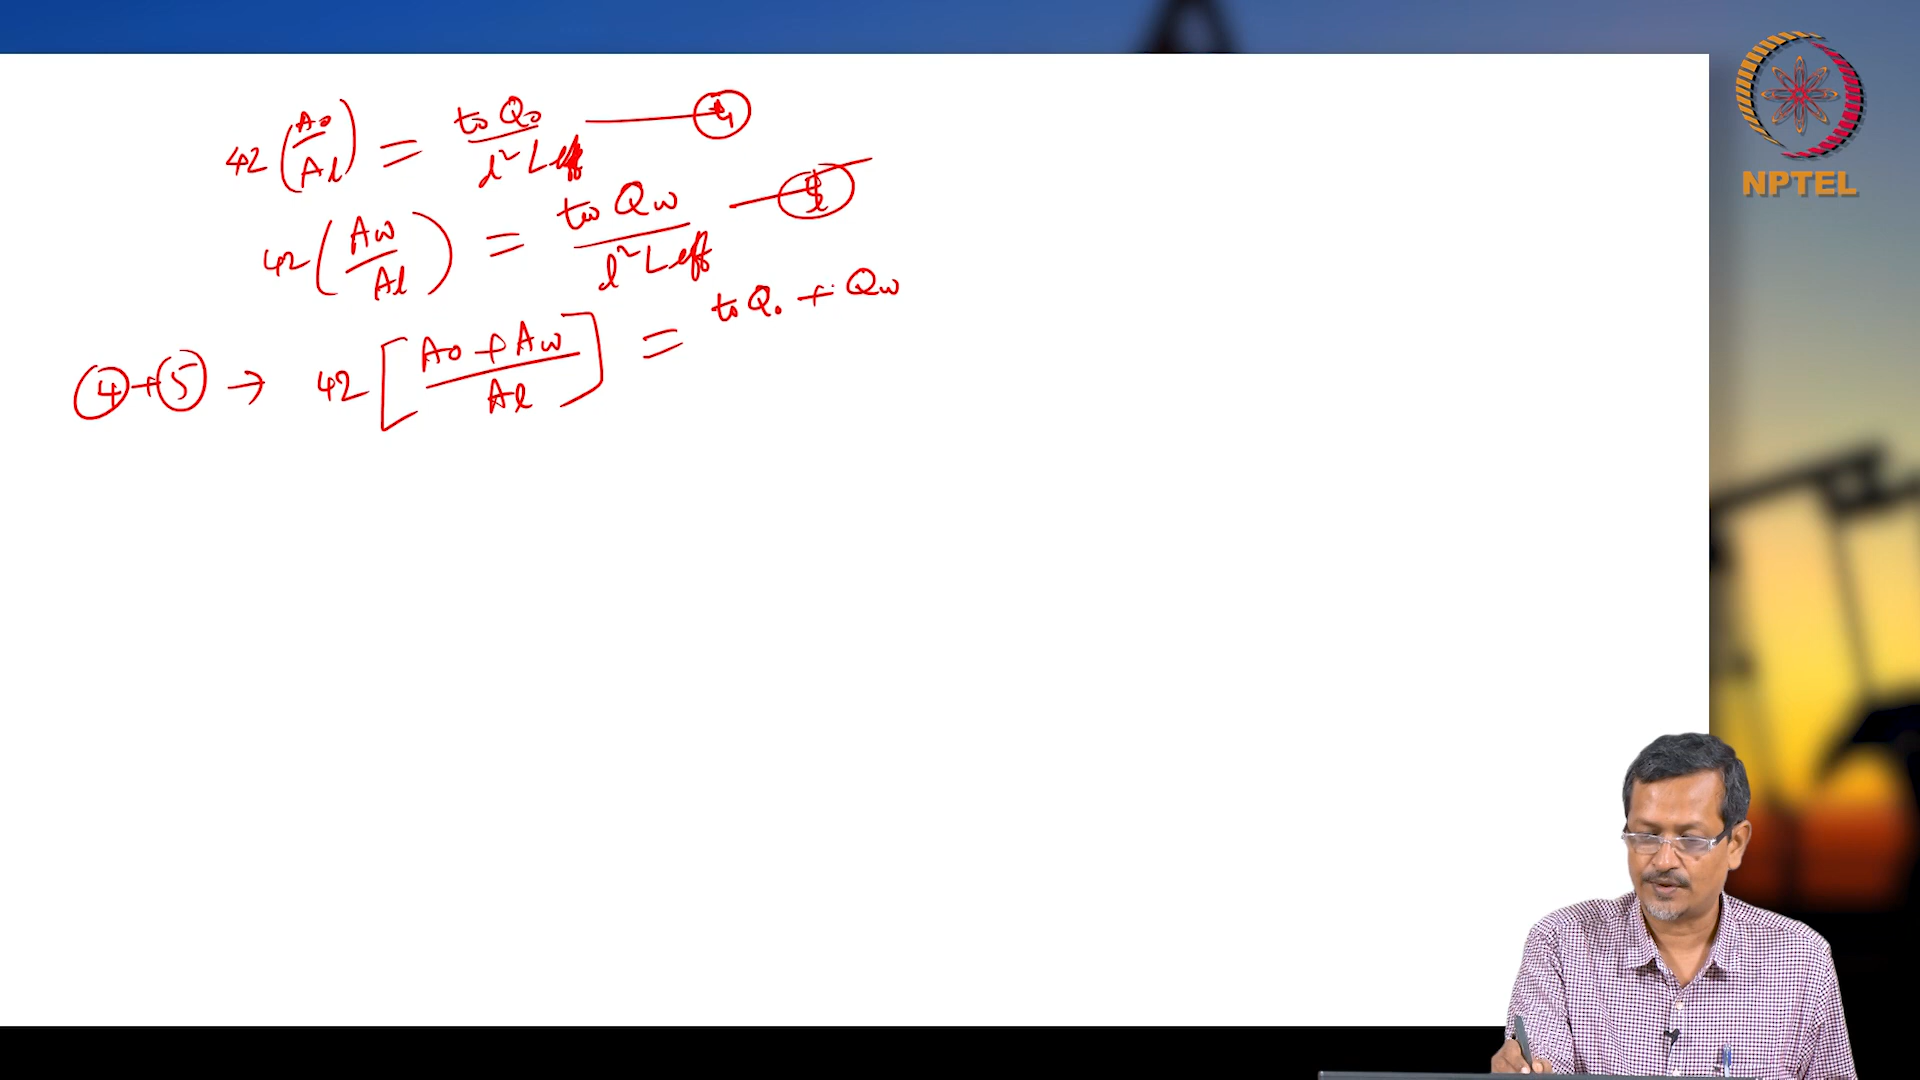 42 (Ao/Al) = to Qo / d² Leff — ④
42 (Aw/Al) = tw Qw / d² Leff —
④+⑤ → 42 [Ao + Aw / Al] = to Qo + Qw
NPTEL